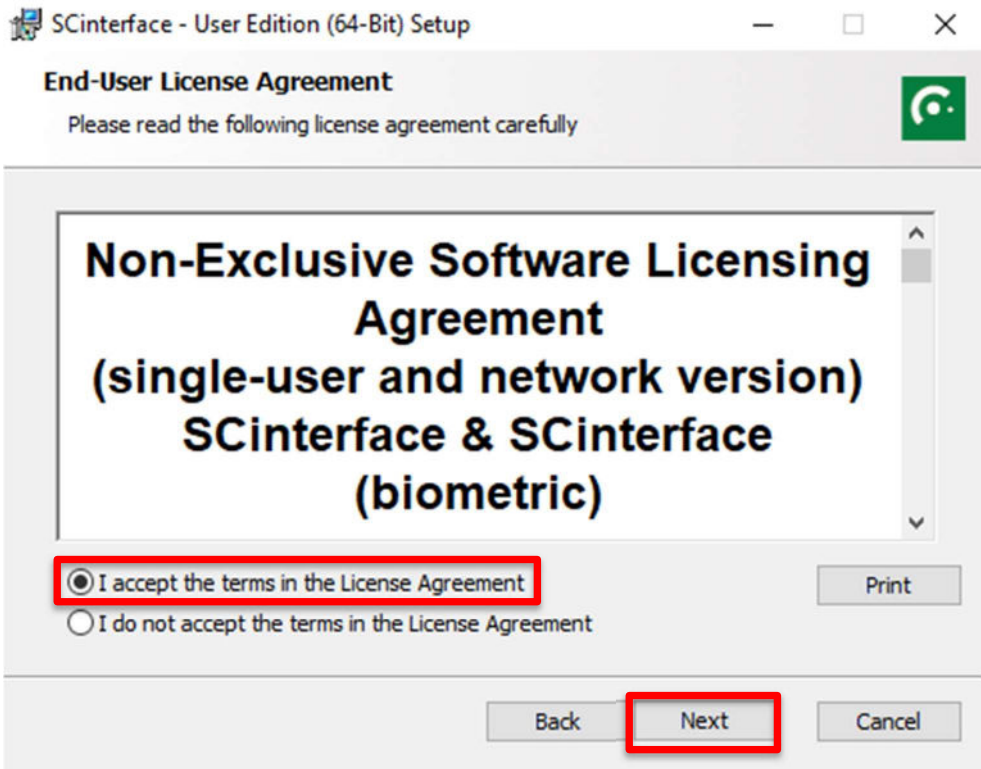 SCinterface - User Edition (64-Bit) Setup
End-User License Agreement
Please read the following license agreement carefully
Non-Exclusive Software Licensing
Agreement
(single-user and network version)
SCinterface & SCinterface
(biometric)
I accept the terms in the License Agreement
Print
I do not accept the terms in the License Agreement
Back
Next
Cancel